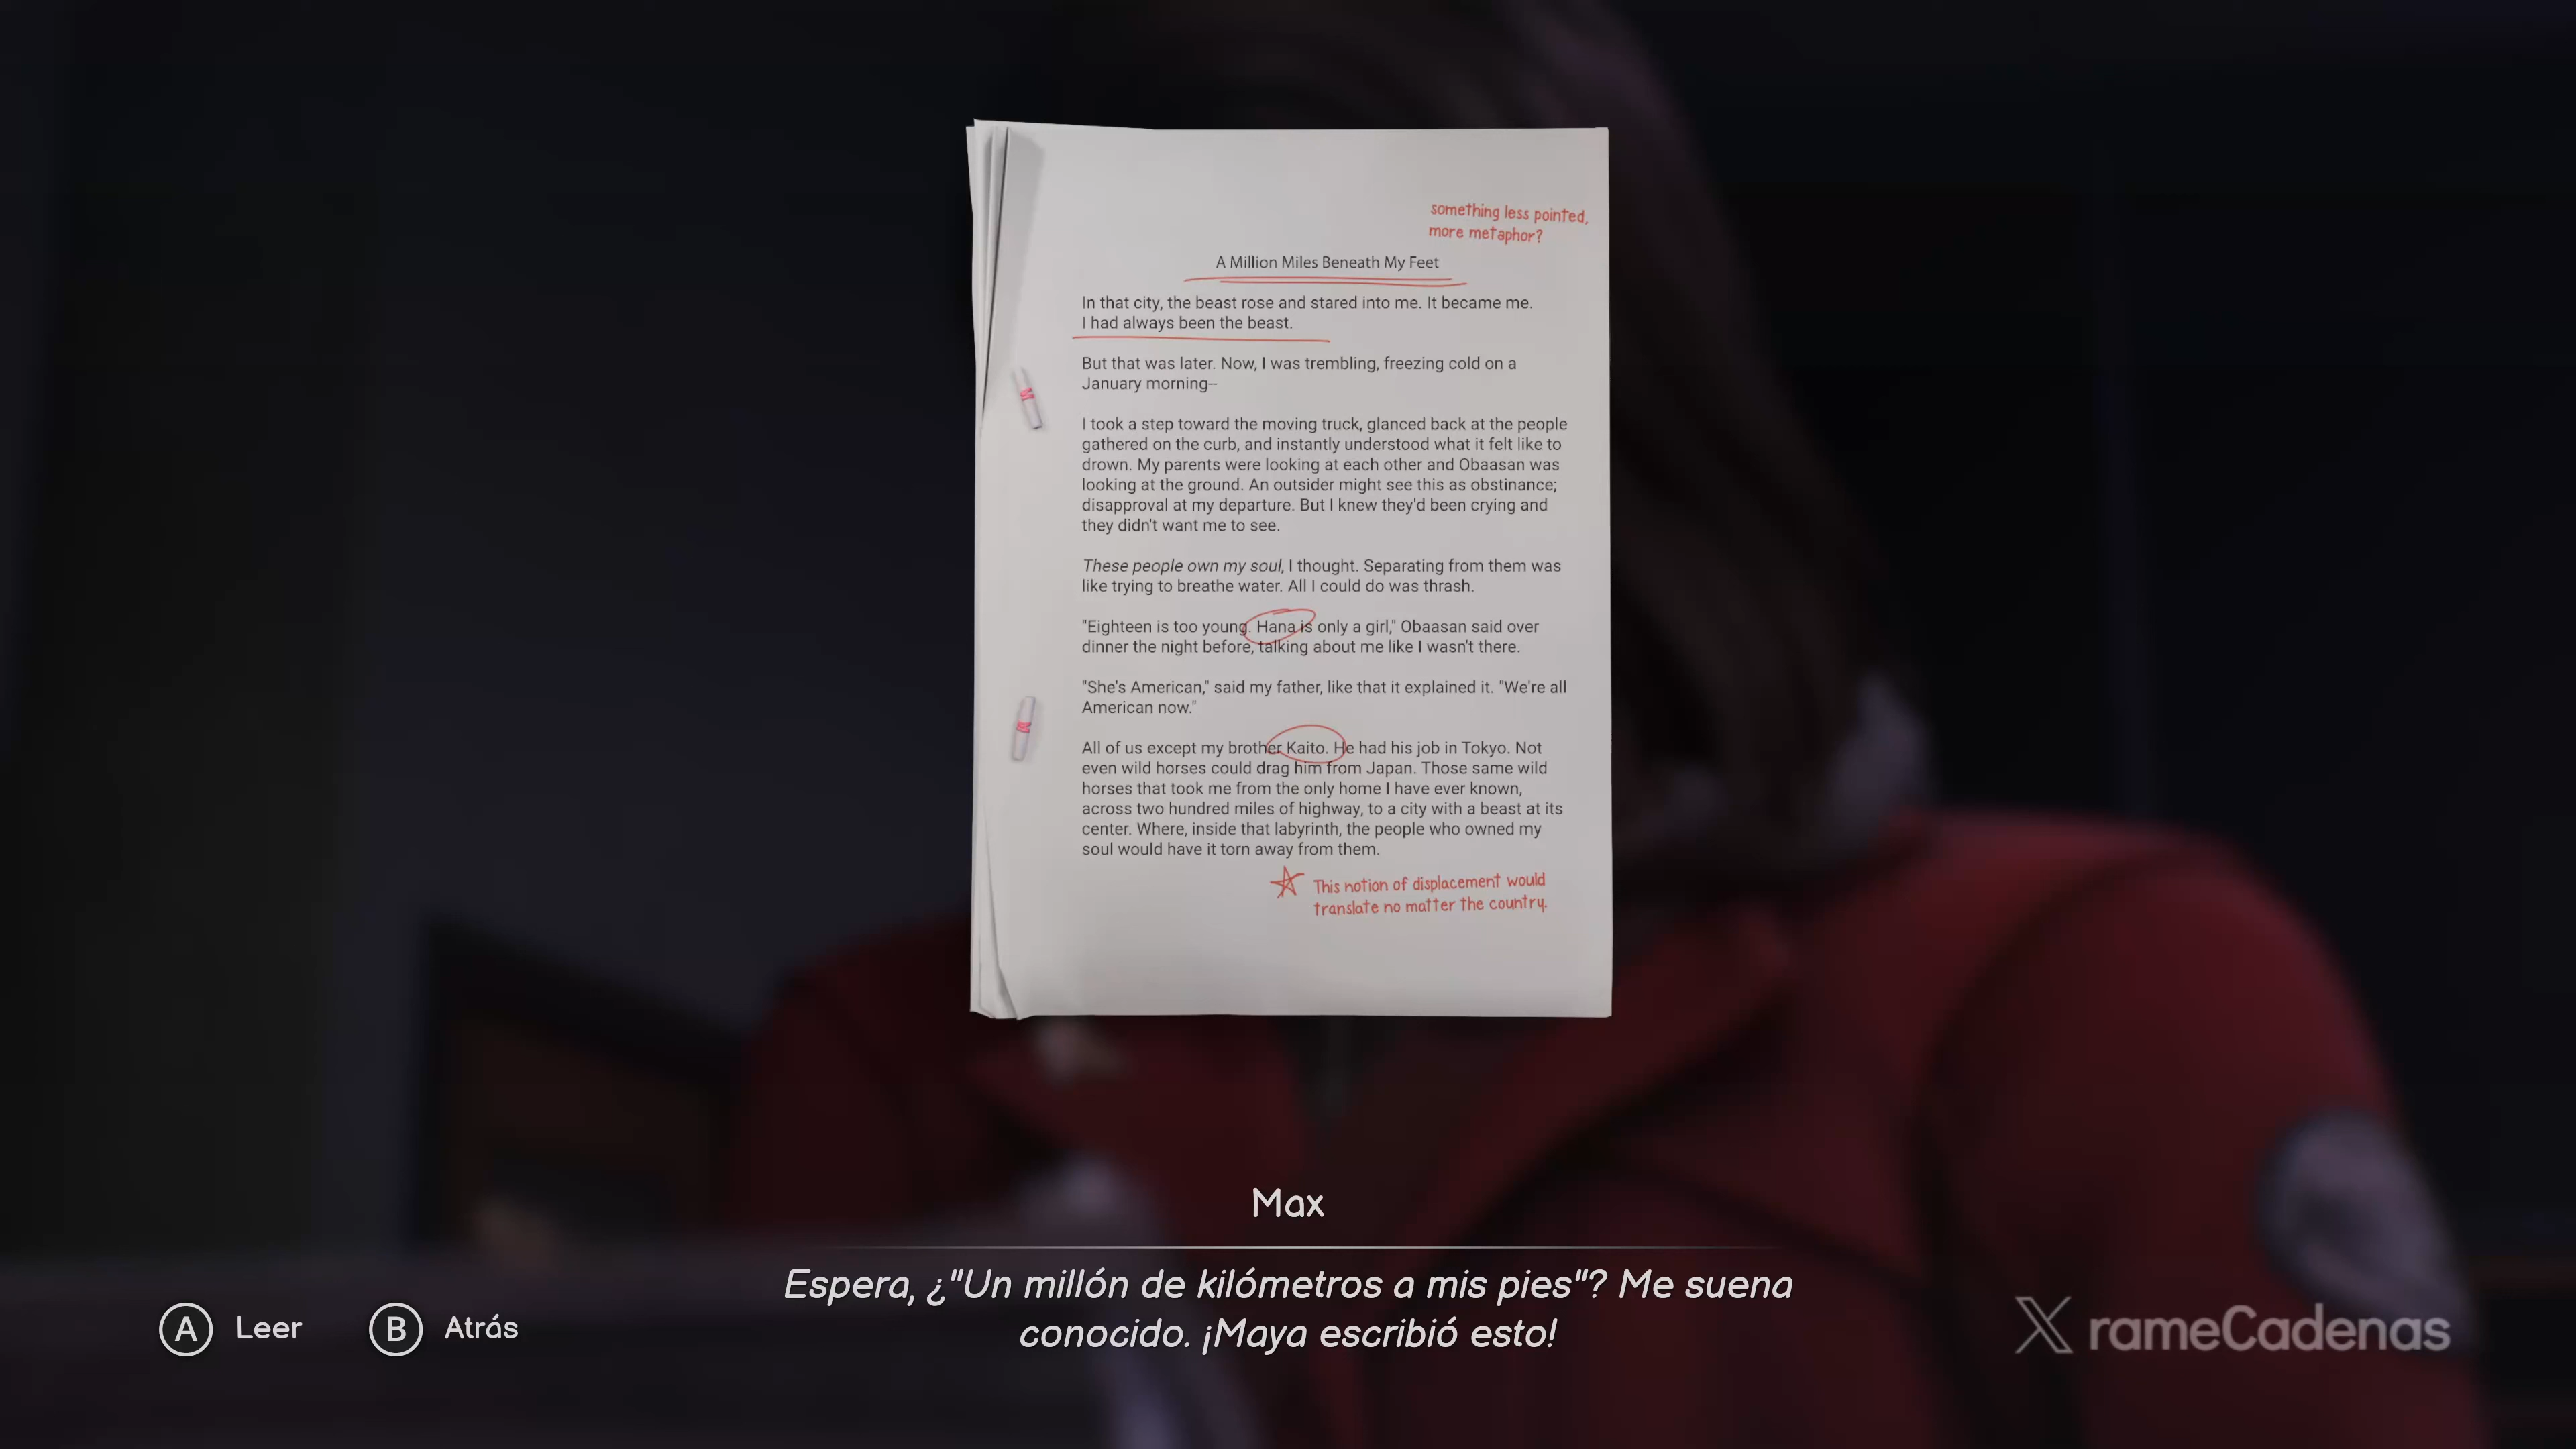 something less pointed,
more metaphor?
A Million Miles Beneath My Feet
In that city, the beast rose and stared into me. It became me.
I had always been the beast.
But that was later. Now, I was trembling, freezing cold on a
January morning--
I took a step toward the moving truck, glanced back at the people
gathered on the curb, and instantly understood what it felt like to
drown. My parents were looking at each other and Obaasan was
looking at the ground. An outsider might see this as obstinance;
disapproval at my departure. But I knew they'd been crying and
they didn't want me to see.
These people own my soul, I thought. Separating from them was
like trying to breathe water. All I could do was thrash.
"Eighteen is too young. Hana is only a girl," Obaasan said over
dinner the night before, talking about me like I wasn't there.
"She's American," said my father, like that it explained it. "We're all
American now."
All of us except my brother Kaito. He had his job in Tokyo. Not
even wild horses could drag him from Japan. Those same wild
horses that took me from the only home I have ever known,
across two hundred miles of highway, to a city with a beast at its
center. Where, inside that labyrinth, the people who owned my
soul would have it torn away from them.
This notion of displacement would
translate no matter the country.
Max
Espera, ¿"Un millón de kilómetros a mis pies"? Me suena
conocido. ¡Maya escribió esto!
A Leer B Atrás
X rameCadenas